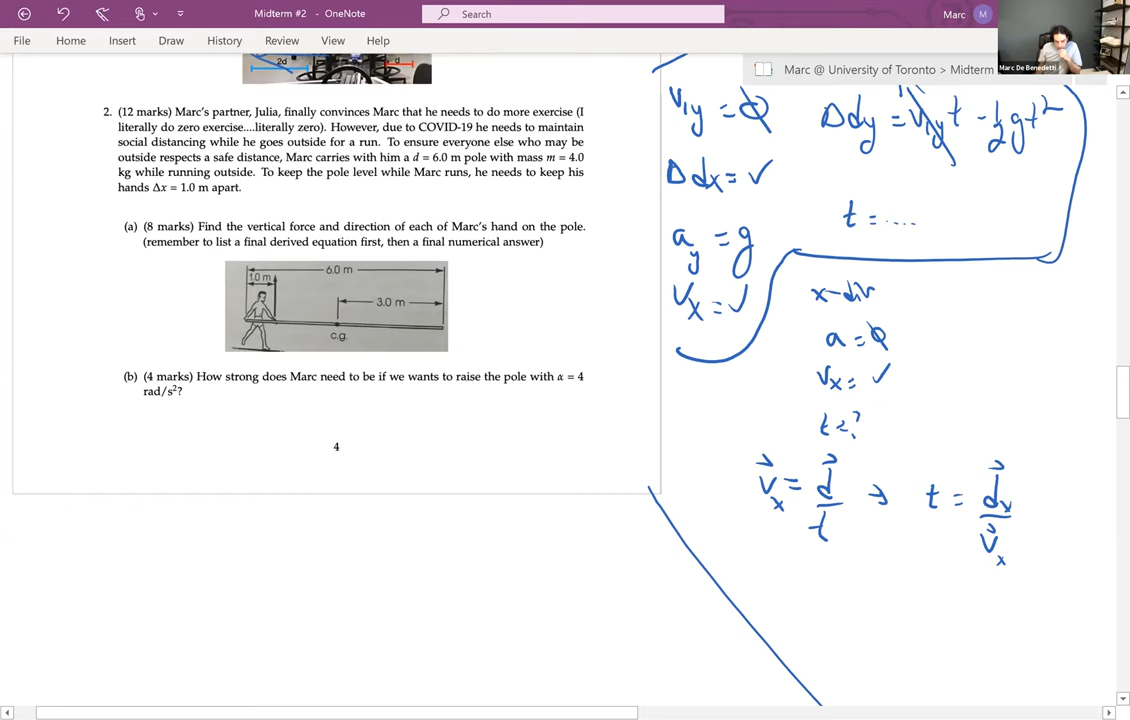 Midterm #2 - OneNote
Search
Marc
M
File
Home
Insert
Draw
History
Review
View
Help
Marc De Benedetti
Marc @ University of Toronto > Midterm
2d
d
2. (12 marks) Marc's partner, Julia, finally convinces Marc that he needs to do more exercise (I
literally do zero exercise....literally zero). However, due to COVID-19 he needs to maintain
social distancing while he goes outside for a run. To ensure everyone else who may be
outside respects a safe distance, Marc carries with him a d = 6.0 m pole with mass m = 4.0
kg while running outside. To keep the pole level while Marc runs, he needs to keep his
hands Δx = 1.0 m apart.
(a) (8 marks) Find the vertical force and direction of each of Marc's hand on the pole.
(remember to list a final derived equation first, then a final numerical answer)
6.0 m
1.0 m
3.0 m
c.g.
(b) (4 marks) How strong does Marc need to be if we wants to raise the pole with α = 4
rad/s²?
4
V1y = 0
Δdy = V1y t - 1/2 g t²
Δdx = ✓
t = ....
ay = g
Vx = ✓
x-dir
a = 0
Vx = ✓
t = ?
Vx = d/t → t = dx/Vx